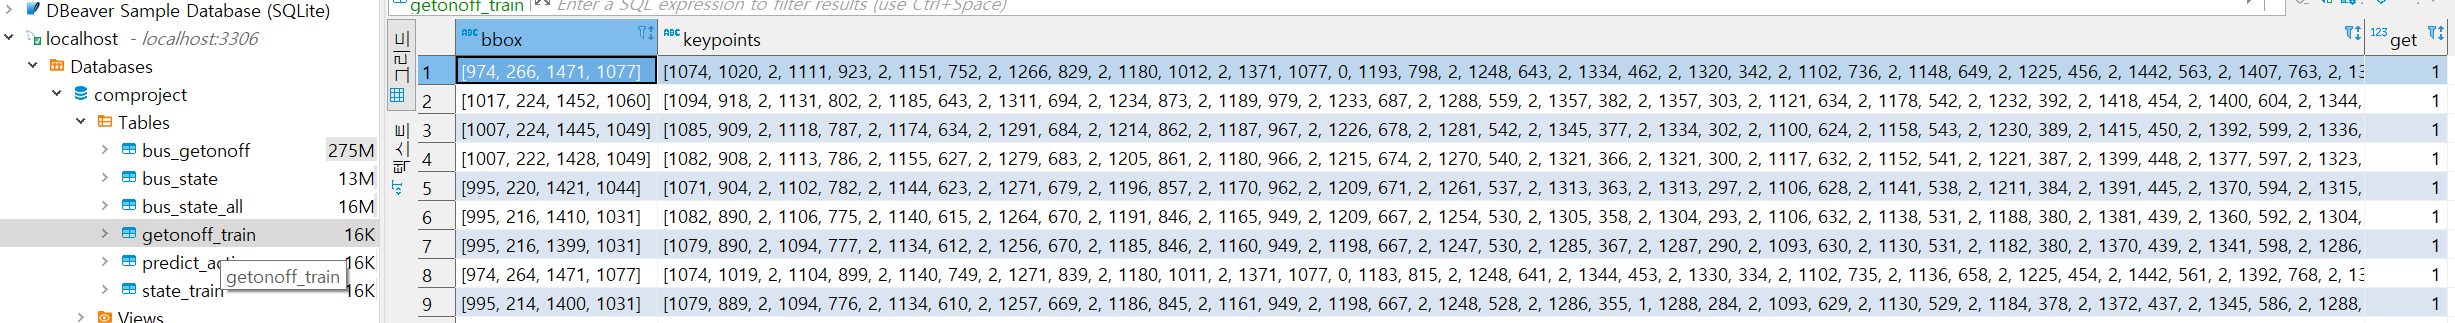 DBeaver Sample Database (SQLite)
localhost - localhost:3306
Databases
comproject
Tables
bus_getonoff 275M
bus_state 13M
bus_state_all 16M
getonoff_train 16K
predict_ 16K
getonoff_train
state_train 16K
Views
getonoff_train Enter a SQL expression to filter results (use Ctrl+Space)
그리드
텍스트
ABC bbox ABC keypoints 123 get
1 [974, 266, 1471, 1077] [1074, 1020, 2, 1111, 923, 2, 1151, 752, 2, 1266, 829, 2, 1180, 1012, 2, 1371, 1077, 0, 1193, 798, 2, 1248, 643, 2, 1334, 462, 2, 1320, 342, 2, 1102, 736, 2, 1148, 649, 2, 1225, 456, 2, 1442, 563, 2, 1407, 763, 2, 13 1
2 [1017, 224, 1452, 1060] [1094, 918, 2, 1131, 802, 2, 1185, 643, 2, 1311, 694, 2, 1234, 873, 2, 1189, 979, 2, 1233, 687, 2, 1288, 559, 2, 1357, 382, 2, 1357, 303, 2, 1121, 634, 2, 1178, 542, 2, 1232, 392, 2, 1418, 454, 2, 1400, 604, 2, 1344, 1
3 [1007, 224, 1445, 1049] [1085, 909, 2, 1118, 787, 2, 1174, 634, 2, 1291, 684, 2, 1214, 862, 2, 1187, 967, 2, 1226, 678, 2, 1281, 542, 2, 1345, 377, 2, 1334, 302, 2, 1100, 624, 2, 1158, 543, 2, 1230, 389, 2, 1415, 450, 2, 1392, 599, 2, 1336, 1
4 [1007, 222, 1428, 1049] [1082, 908, 2, 1113, 786, 2, 1155, 627, 2, 1279, 683, 2, 1205, 861, 2, 1180, 966, 2, 1215, 674, 2, 1270, 540, 2, 1321, 366, 2, 1321, 300, 2, 1117, 632, 2, 1152, 541, 2, 1221, 387, 2, 1399, 448, 2, 1377, 597, 2, 1323, 1
5 [995, 220, 1421, 1044] [1071, 904, 2, 1102, 782, 2, 1144, 623, 2, 1271, 679, 2, 1196, 857, 2, 1170, 962, 2, 1209, 671, 2, 1261, 537, 2, 1313, 363, 2, 1313, 297, 2, 1106, 628, 2, 1141, 538, 2, 1211, 384, 2, 1391, 445, 2, 1370, 594, 2, 1315, 1
6 [995, 216, 1410, 1031] [1082, 890, 2, 1106, 775, 2, 1140, 615, 2, 1264, 670, 2, 1191, 846, 2, 1165, 949, 2, 1209, 667, 2, 1254, 530, 2, 1305, 358, 2, 1304, 293, 2, 1106, 632, 2, 1138, 531, 2, 1188, 380, 2, 1381, 439, 2, 1360, 592, 2, 1304, 1
7 [995, 216, 1399, 1031] [1079, 890, 2, 1094, 777, 2, 1134, 612, 2, 1256, 670, 2, 1185, 846, 2, 1160, 949, 2, 1198, 667, 2, 1247, 530, 2, 1285, 367, 2, 1287, 290, 2, 1093, 630, 2, 1130, 531, 2, 1182, 380, 2, 1370, 439, 2, 1341, 598, 2, 1286, 1
8 [974, 266, 1471, 1077] [1074, 1019, 2, 1104, 899, 2, 1140, 749, 2, 1271, 839, 2, 1180, 1011, 2, 1371, 1077, 0, 1183, 815, 2, 1248, 641, 2, 1344, 453, 2, 1330, 334, 2, 1102, 735, 2, 1136, 658, 2, 1225, 454, 2, 1442, 561, 2, 1392, 768, 2, 13 1
9 [995, 214, 1400, 1031] [1079, 889, 2, 1094, 776, 2, 1134, 610, 2, 1257, 669, 2, 1186, 845, 2, 1161, 949, 2, 1198, 667, 2, 1248, 528, 2, 1286, 355, 1, 1288, 284, 2, 1093, 629, 2, 1130, 529, 2, 1184, 378, 2, 1372, 437, 2, 1345, 586, 2, 1288, 1